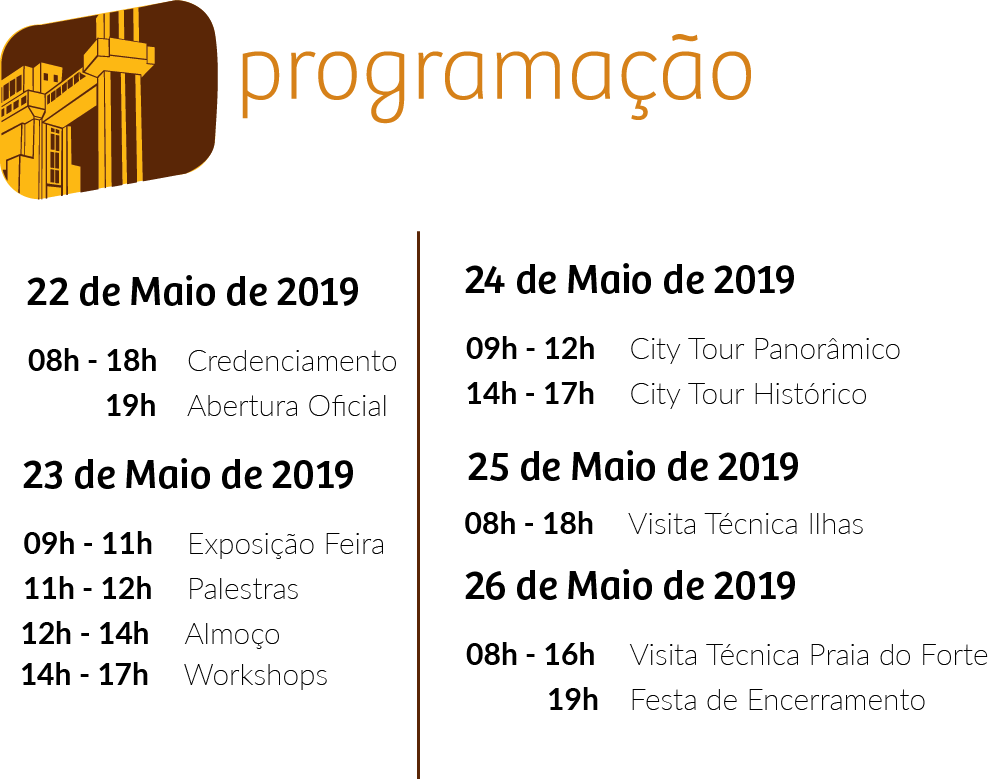 programação
22 de Maio de 2019
08h - 18h Credenciamento
19h Abertura Oficial
23 de Maio de 2019
09h - 11h Exposição Feira
11h - 12h Palestras
12h - 14h Almoço
14h - 17h Workshops
24 de Maio de 2019
09h - 12h City Tour Panorâmico
14h - 17h City Tour Histórico
25 de Maio de 2019
08h - 18h Visita Técnica Ilhas
26 de Maio de 2019
08h - 16h Visita Técnica Praia do Forte
19h Festa de Encerramento